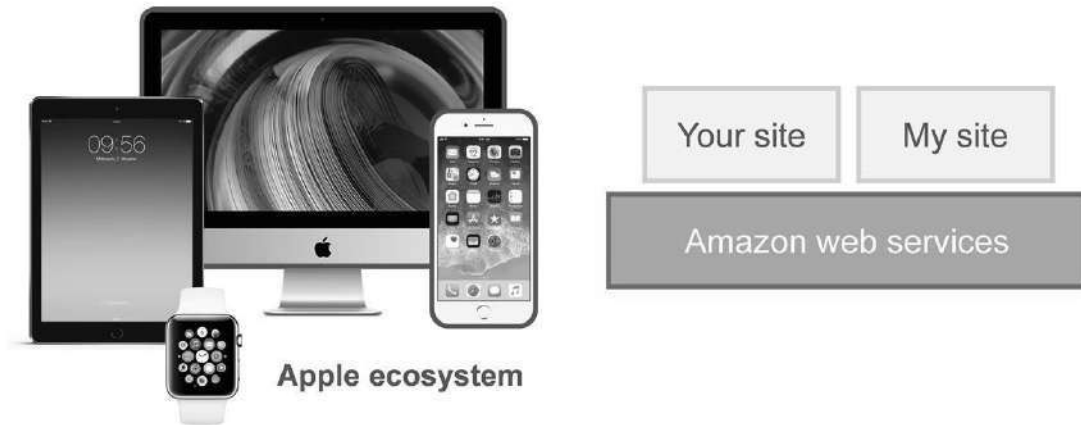 09:56
Your site
My site
Amazon web services
Apple ecosystem